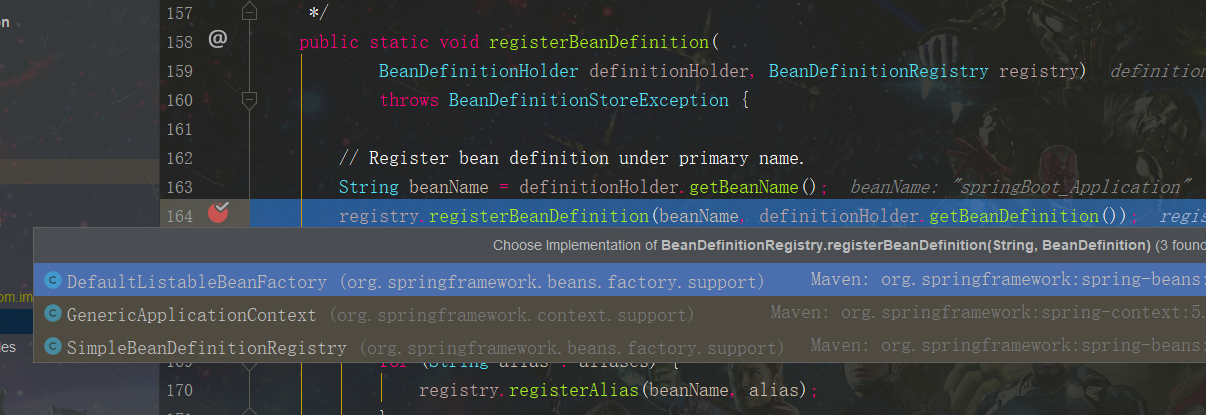 on
157 */
158 @ public static void registerBeanDefinition(
159 BeanDefinitionHolder definitionHolder, BeanDefinitionRegistry registry) definition
160 throws BeanDefinitionStoreException {
161
162 // Register bean definition under primary name.
163 String beanName = definitionHolder.getBeanName(); beanName: "springBoot_Application"
164 registry.registerBeanDefinition(beanName, definitionHolder.getBeanDefinition()); regis
Choose Implementation of BeanDefinitionRegistry.registerBeanDefinition(String, BeanDefinition) (3 found
C DefaultListableBeanFactory (org.springframework.beans.factory.support) Maven: org.springframework:spring-beans:
om.im
C GenericApplicationContext (org.springframework.context.support) Maven: org.springframework:spring-context:5.
les
C SimpleBeanDefinitionRegistry (org.springframework.beans.factory.support) Maven: org.springframework:spring-beans:
for (String alias : aliases) {
170 registry.registerAlias(beanName, alias);